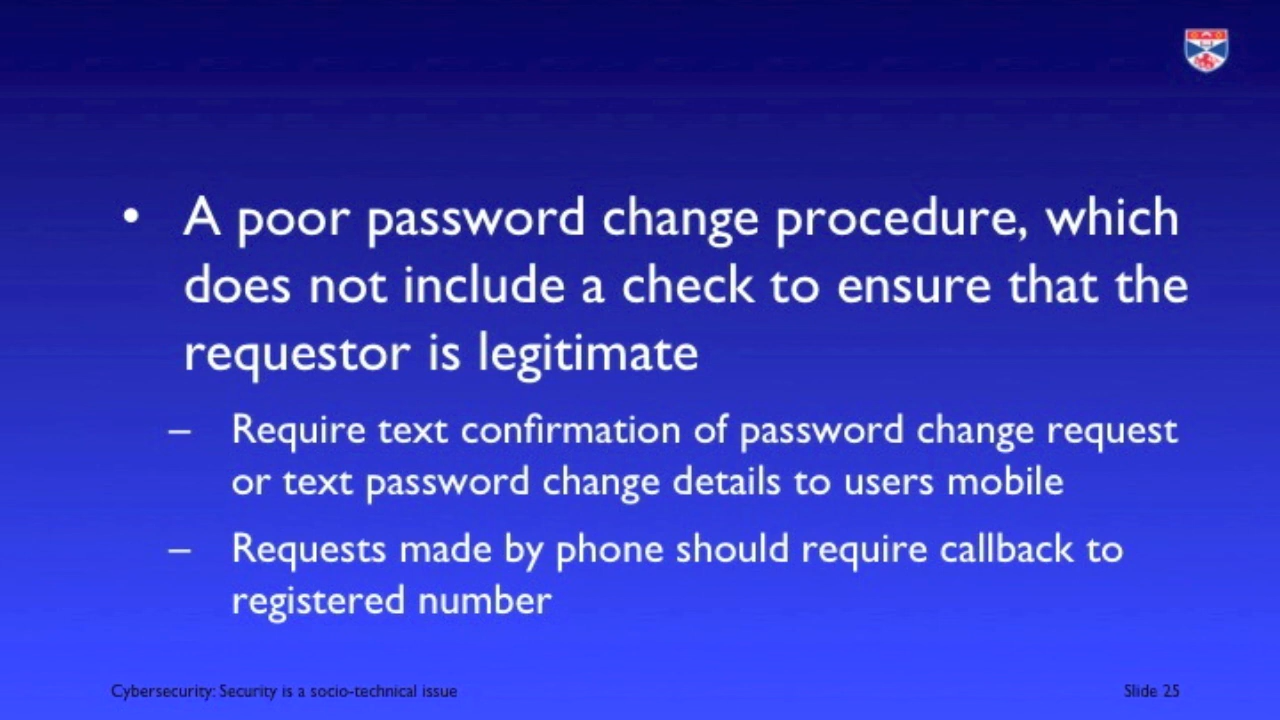 • A poor password change procedure, which
does not include a check to ensure that the
requestor is legitimate
– Require text confirmation of password change request
or text password change details to users mobile
– Requests made by phone should require callback to
registered number
Cybersecurity: Security is a socio-technical issue
Slide 25